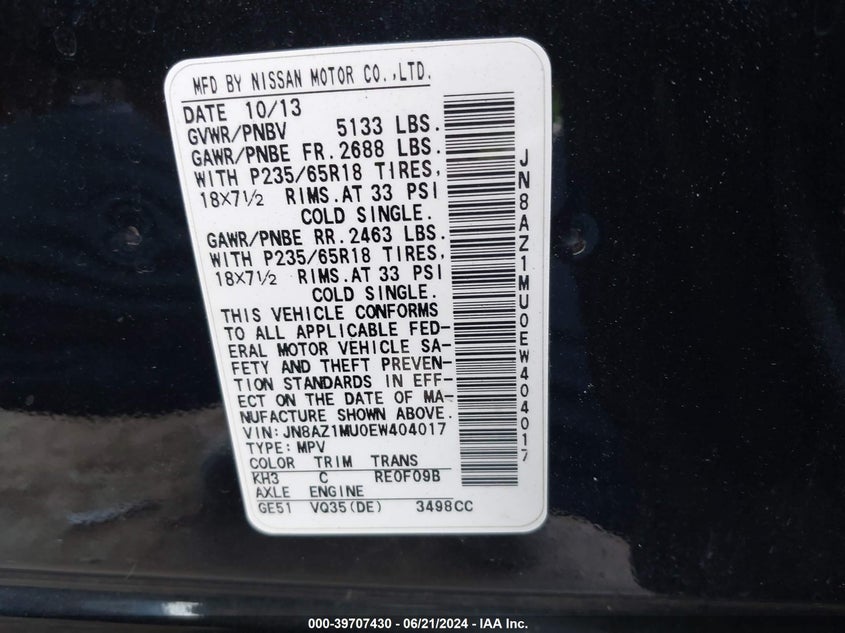 MFD BY NISSAN MOTOR CO.,LTD.
DATE 10/13
GVWR/PNBV 5133 LBS.
GAWR/PNBE FR.2688 LBS.
WITH P235/65R18 TIRES,
18X7½ RIMS.AT 33 PSI
COLD SINGLE.
GAWR/PNBE RR.2463 LBS.
WITH P235/65R18 TIRES,
18X7½ RIMS.AT 33 PSI
COLD SINGLE.
THIS VEHICLE CONFORMS
TO ALL APPLICABLE FED-
ERAL MOTOR VEHICLE SA-
FETY AND THEFT PREVEN-
TION STANDARDS IN EFF-
ECT ON THE DATE OF MA-
NUFACTURE SHOWN ABOVE.
VIN:JN8AZ1MU0EW404017
TYPE:MPV
COLOR TRIM TRANS
KH3 C RE0F09B
AXLE ENGINE
GE51 VQ35(DE) 3498CC
JN8AZ1MU0EW404017
000-39707430 - 06/21/2024 - IAA Inc.